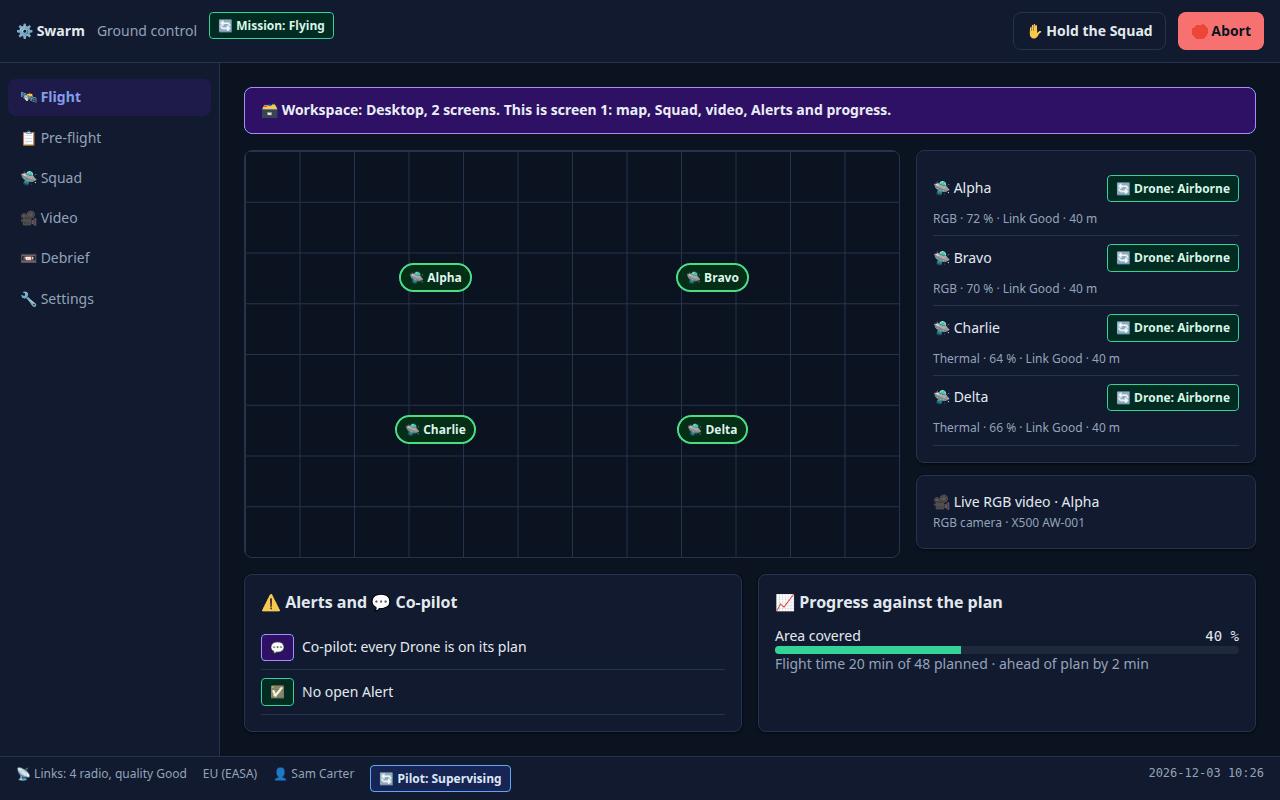 ⚙️ Swarm Ground control 🔄 Mission: Flying ✋ Hold the Squad 🛑 Abort
🛰️ Flight
📋 Pre-flight
🛸 Squad
🎥 Video
📼 Debrief
🔧 Settings
🗃️ Workspace: Desktop, 2 screens. This is screen 1: map, Squad, video, Alerts and progress.
🛸 Alpha
🛸 Bravo
🛸 Charlie
🛸 Delta
🛸 Alpha 🔄 Drone: Airborne
RGB · 72 % · Link Good · 40 m
🛸 Bravo 🔄 Drone: Airborne
RGB · 70 % · Link Good · 40 m
🛸 Charlie 🔄 Drone: Airborne
Thermal · 64 % · Link Good · 40 m
🛸 Delta 🔄 Drone: Airborne
Thermal · 66 % · Link Good · 40 m
🎥 Live RGB video · Alpha
RGB camera · X500 AW-001
⚠️ Alerts and 💬 Co-pilot
💬 Co-pilot: every Drone is on its plan
✅ No open Alert
📈 Progress against the plan
Area covered 40 %
Flight time 20 min of 48 planned · ahead of plan by 2 min
📡 Links: 4 radio, quality Good EU (EASA) 👤 Sam Carter 🔄 Pilot: Supervising 2026-12-03 10:26